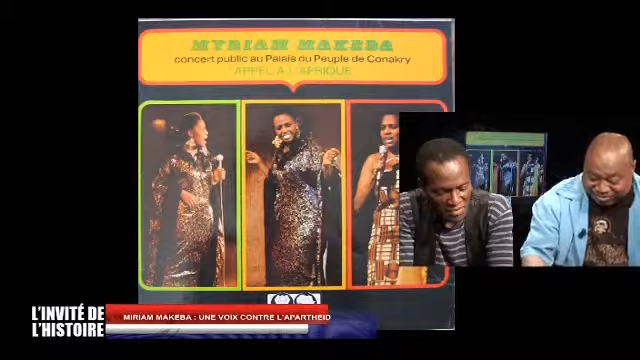 MYRIAM MAKEBA
concert public au Palais du Peuple de Conakry
"APPEL A L'AFRIQUE
L'INVITÉ DE
L'HISTOIRE
MIRIAM MAKEBA : UNE VOIX CONTRE L'APARTHEID